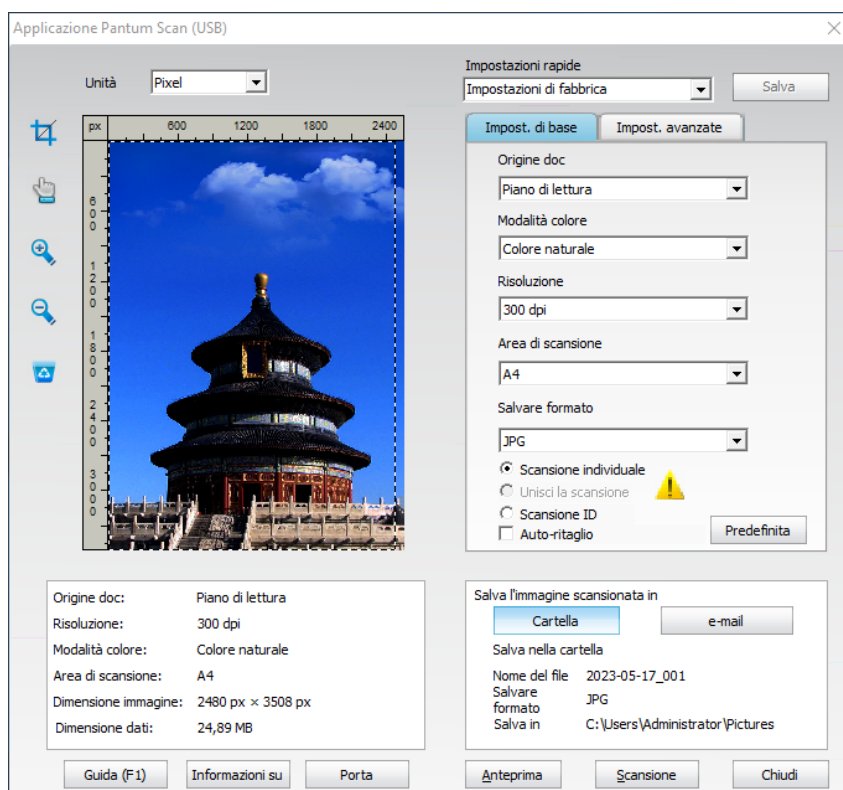 Applicazione Pantum Scan (USB)
Unità Pixel
Impostazioni rapide
Impostazioni di fabbrica Salva
px 600 1200 1800 2400
600
1200
1800
2400
3000
Impost. di base Impost. avanzate
Origine doc
Piano di lettura
Modalità colore
Colore naturale
Risoluzione
300 dpi
Area di scansione
A4
Salvare formato
JPG
Scansione individuale
Unisci la scansione
Scansione ID
Auto-ritaglio
Predefinita
Origine doc: Piano di lettura
Risoluzione: 300 dpi
Modalità colore: Colore naturale
Area di scansione: A4
Dimensione immagine: 2480 px × 3508 px
Dimensione dati: 24,89 MB
Salva l'immagine scansionata in
Cartella e-mail
Salva nella cartella
Nome del file 2023-05-17_001
Salvare
formato JPG
Salva in C:\Users\Administrator\Pictures
Guida (F1) Informazioni su Porta Anteprima Scansione Chiudi